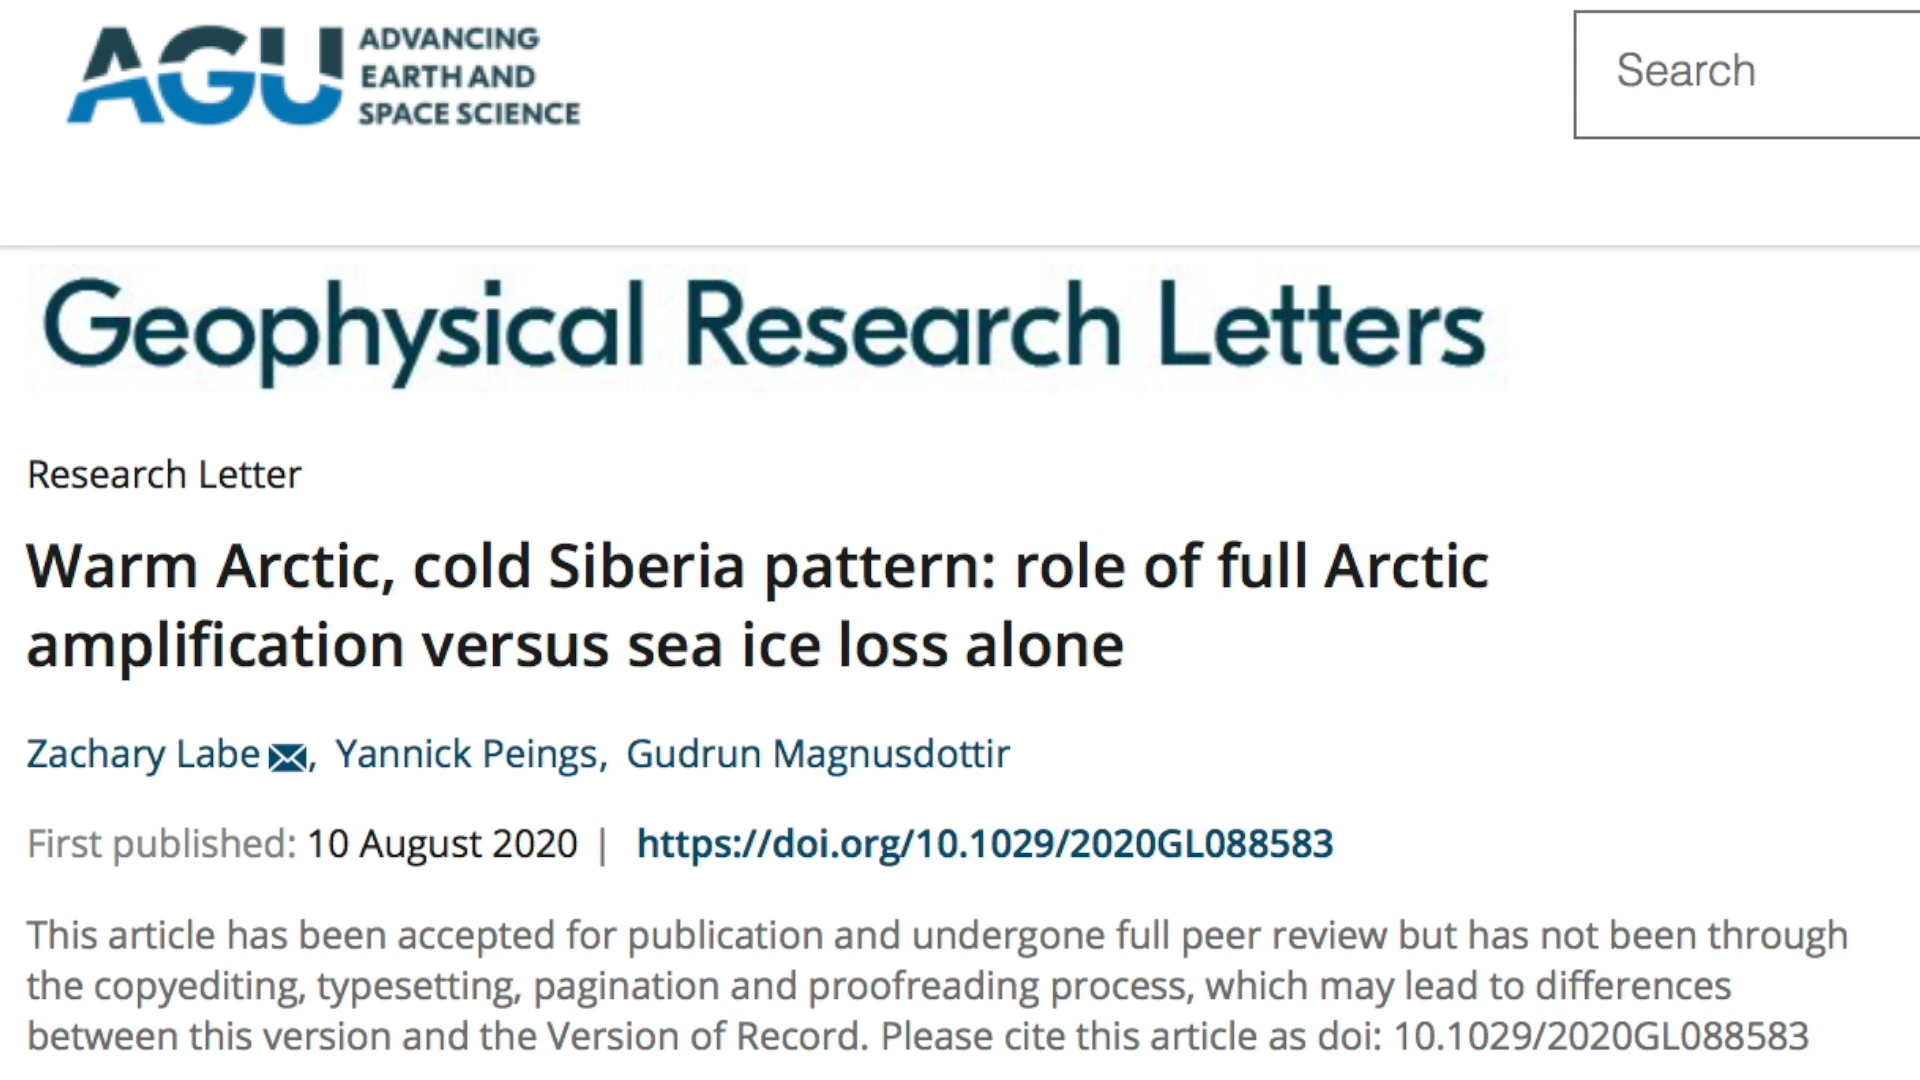 AGU
ADVANCING
EARTH AND
SPACE SCIENCE
Search
Geophysical Research Letters
Research Letter
Warm Arctic, cold Siberia pattern: role of full Arctic
amplification versus sea ice loss alone
Zachary Labe, Yannick Peings, Gudrun Magnusdottir
First published: 10 August 2020 | https://doi.org/10.1029/2020GL088583
This article has been accepted for publication and undergone full peer review but has not been through
the copyediting, typesetting, pagination and proofreading process, which may lead to differences
between this version and the Version of Record. Please cite this article as doi: 10.1029/2020GL088583